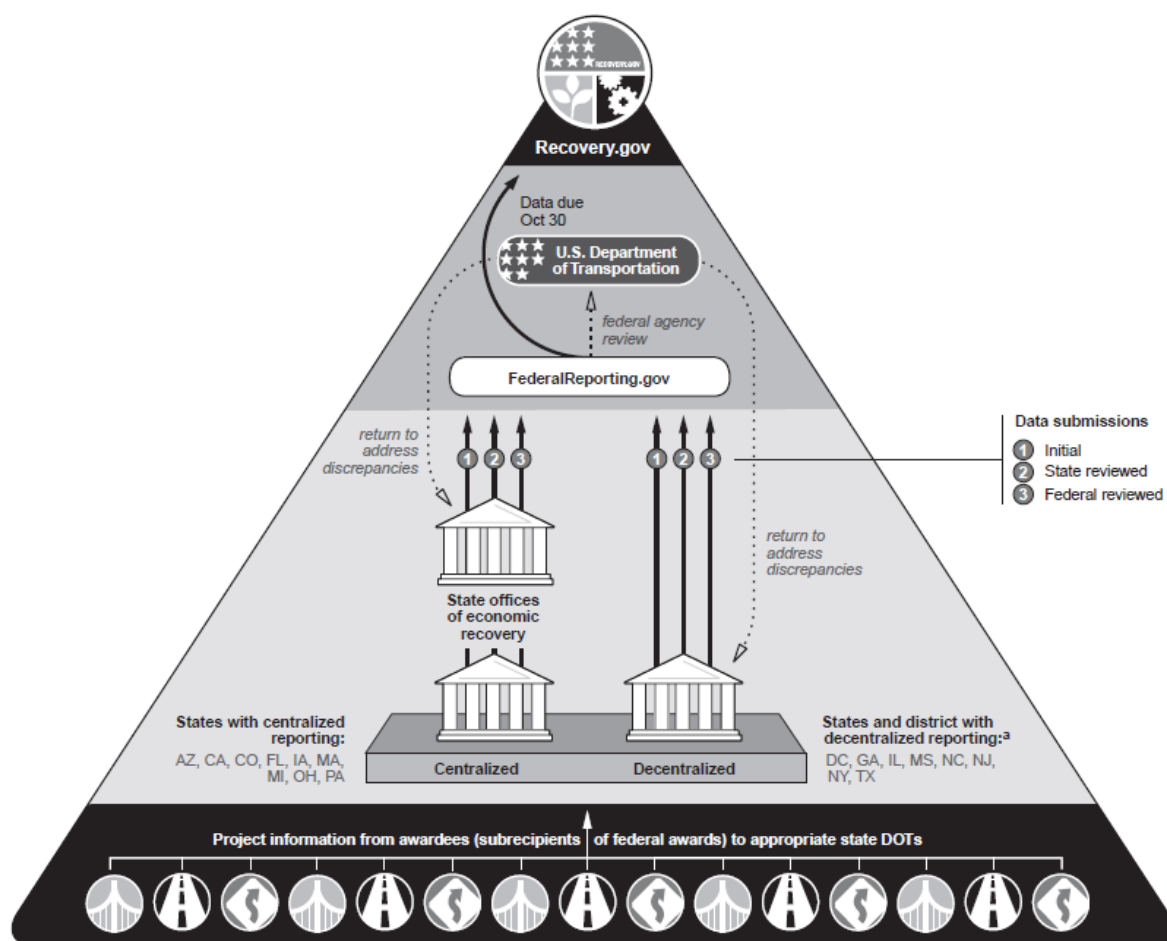 RECOVERY.GOV
Recovery.gov
Data due
Oct 30
U.S. Department
of Transportation
federal agency
review
FederalReporting.gov
return to
address
discrepancies
1 2 3
1 2 3
Data submissions
1 Initial
2 State reviewed
3 Federal reviewed
return to
address
discrepancies
State offices
of economic
recovery
States with centralized
reporting:
AZ, CA, CO, FL, IA, MA,
MI, OH, PA
Centralized
Decentralized
States and district with
decentralized reporting:a
DC, GA, IL, MS, NC, NJ,
NY, TX
Project information from awardees (subrecipients of federal awards) to appropriate state DOTs